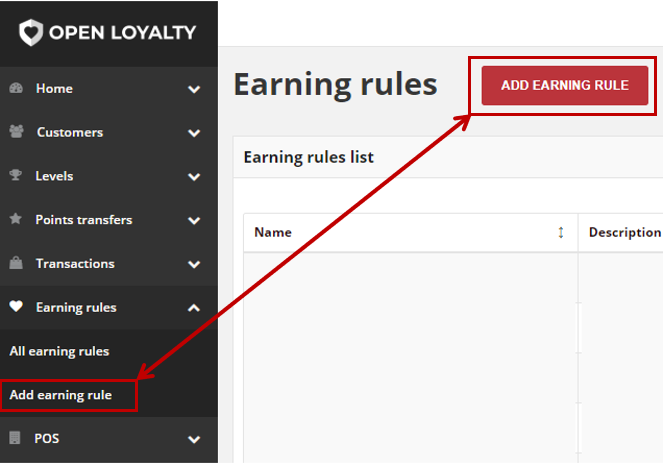 OPEN LOYALTY
Home
Customers
Levels
Points transfers
Transactions
Earning rules
All earning rules
Add earning rule
POS
Earning rules
ADD EARNING RULE
Earning rules list
Name
Description